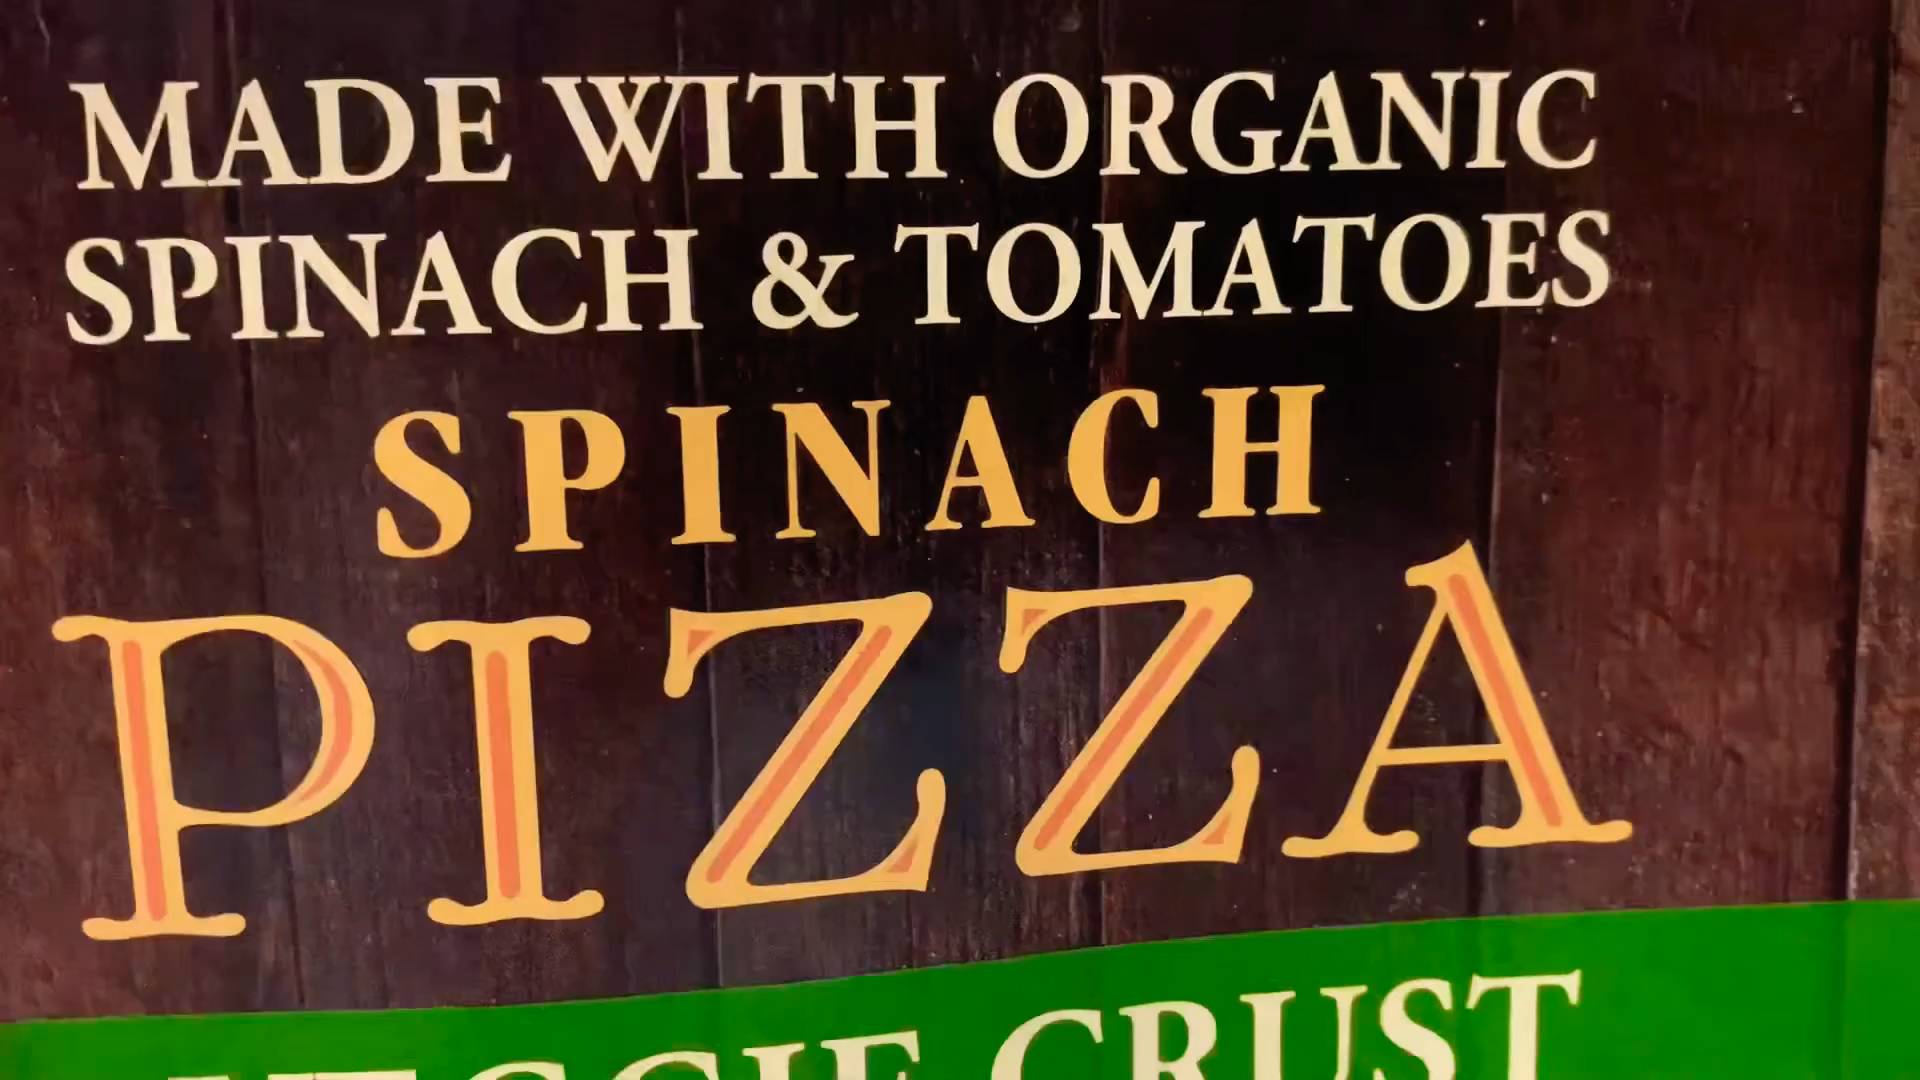 MADE WITH ORGANIC
SPINACH & TOMATOES
SPINACH
PIZZA
VEGGIE CRUST